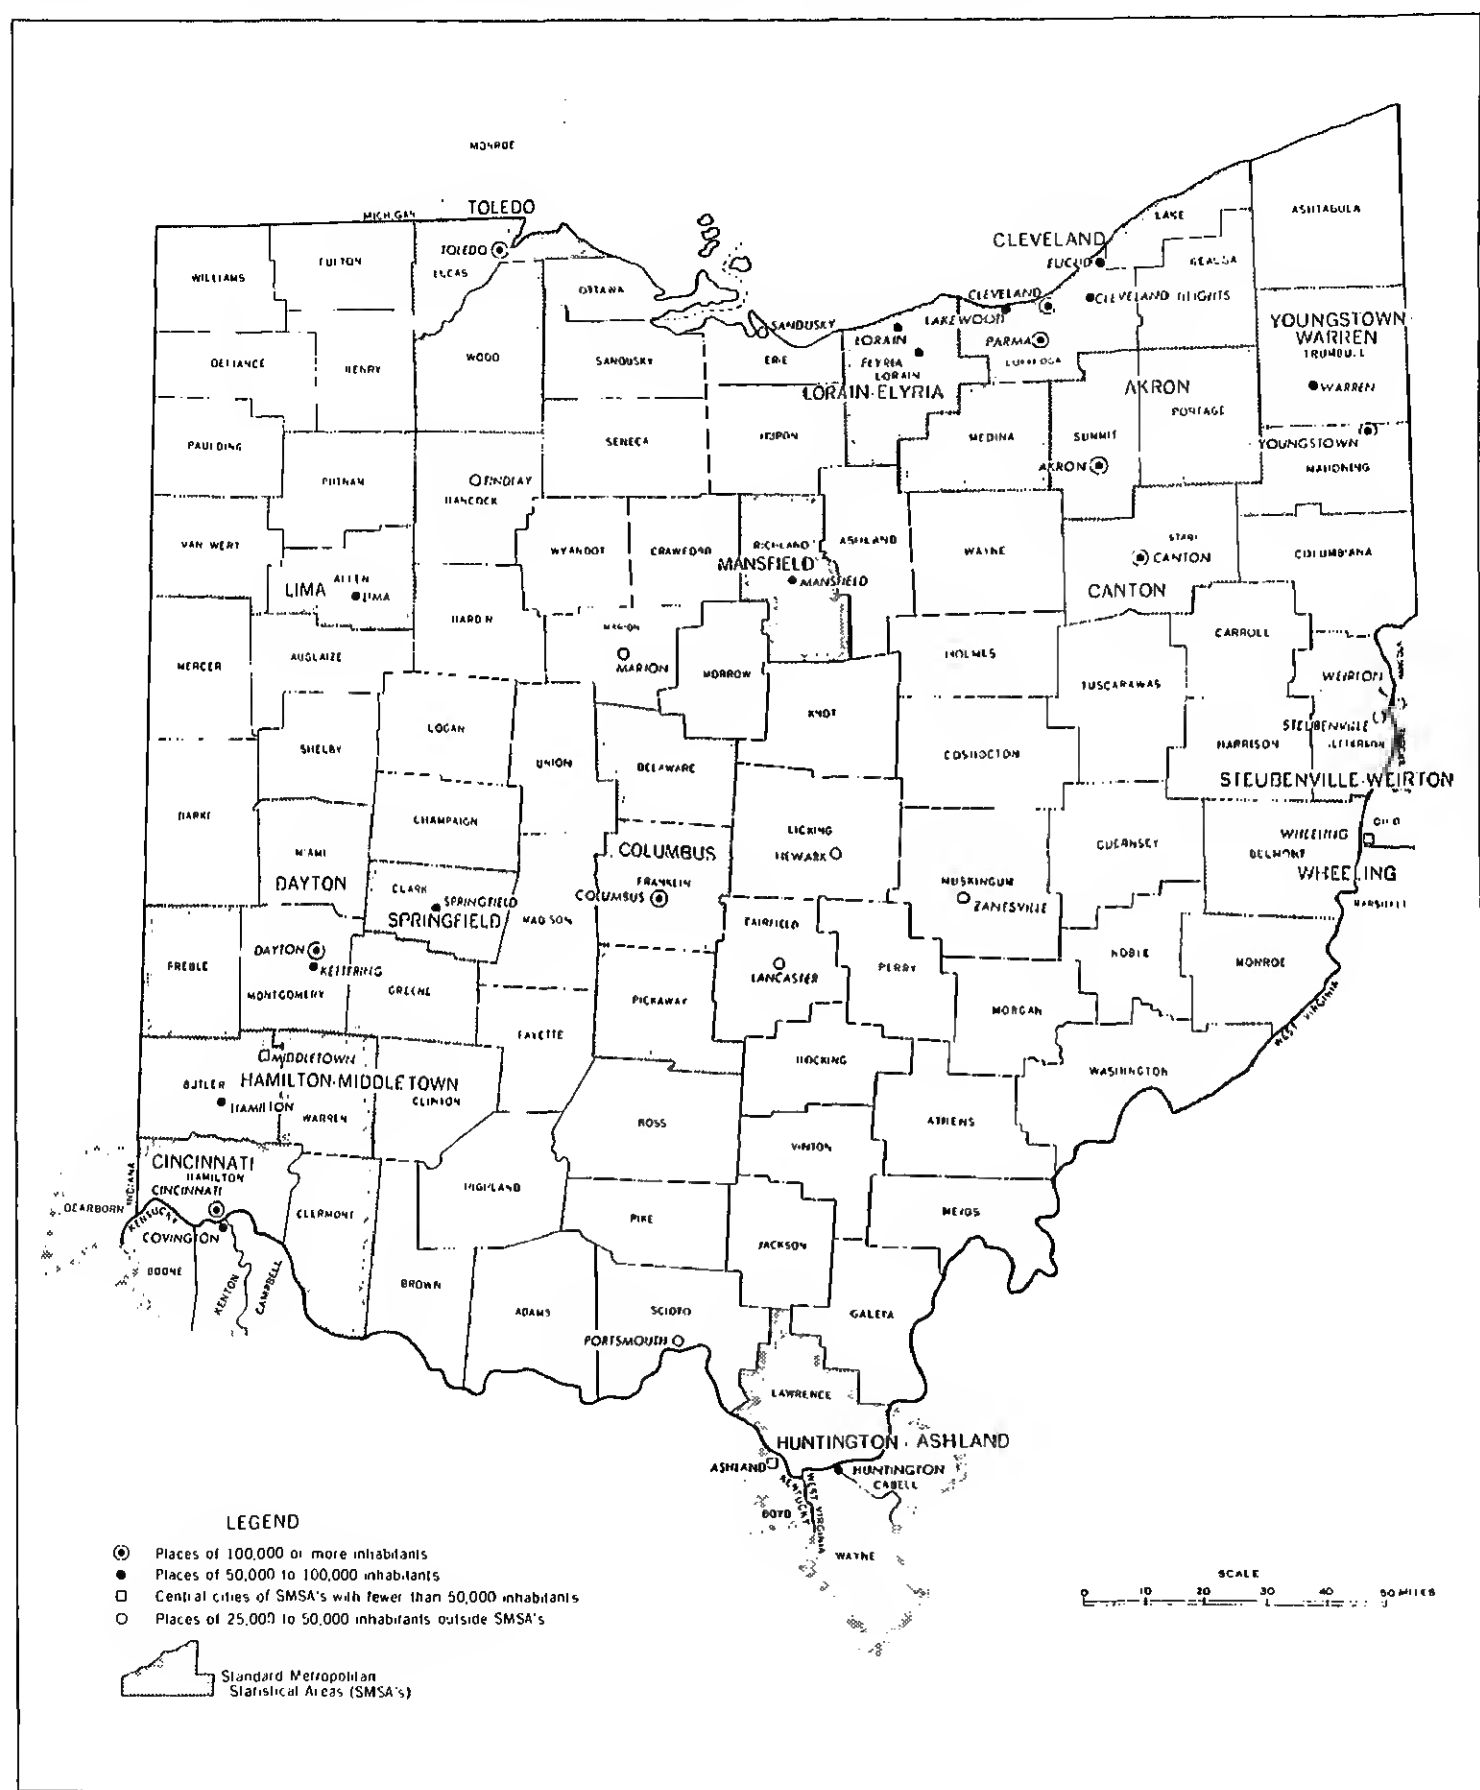 MONROE
MICHIGAN
TOLEDO
TOLEDO
LUCAS
WILLIAMS
FULTON
OTTAWA
LAKE
ASHTABULA
CLEVELAND
EUCLID
GEAUGA
CLEVELAND
CLEVELAND HEIGHTS
LAKEWOOD
SANDUSKY
LORAIN
PARMA
YOUNGSTOWN-
WARREN
TRUMBULL
DEFIANCE
HENRY
WOOD
SANDUSKY
ERIE
ELYRIA
LORAIN
LORAIN-ELYRIA
AKRON
WARREN
PORTAGE
PAULDING
SENECA
HURON
MEDINA
SUMMIT
YOUNGSTOWN
AKRON
MAHONING
PUTNAM
FINDLAY
HANCOCK
VAN WERT
WYANDOT
CRAWFORD
RICHLAND
ASHLAND
WAYNE
STARK
CANTON
COLUMBIANA
MANSFIELD
MANSFIELD
LIMA
ALLEN
LIMA
CANTON
HARDIN
MARION
MARION
CARROLL
MERCER
AUGLAIZE
MORROW
HOLMES
TUSCARAWAS
WEIRTON
KNOX
LOGAN
SHELBY
UNION
DELAWARE
COSHOCTON
HARRISON
STEUBENVILLE
JEFFERSON
STEUBENVILLE-WEIRTON
DARKE
CHAMPAIGN
LICKING
NEWARK
GUERNSEY
OHIO
WHEELING
BELMONT
WHEELING
MARSHALL
MIAMI
DAYTON
COLUMBUS
FRANKLIN
COLUMBUS
CLARK
SPRINGFIELD
SPRINGFIELD
MADISON
MUSKINGUM
ZANESVILLE
FAIRFIELD
LANCASTER
PERRY
NOBLE
MONROE
PREBLE
DAYTON
KETTERING
MONTGOMERY
GREENE
PICKAWAY
MORGAN
WEST VIRGINIA
FAYETTE
HOCKING
WASHINGTON
MIDDLETOWN
BUTLER
HAMILTON-MIDDLETOWN
HAMILTON
WARREN
CLINTON
ROSS
VINTON
ATHENS
CINCINNATI
HAMILTON
CINCINNATI
INDIANA
DEARBORN
KENTUCKY
COVINGTON
CLERMONT
HIGHLAND
PIKE
JACKSON
MEIGS
BOONE
KENTON
CAMPBELL
BROWN
ADAMS
SCIOTO
PORTSMOUTH
GALLIA
LAWRENCE
HUNTINGTON - ASHLAND
ASHLAND
HUNTINGTON
CABELL
KENTUCKY
WEST VIRGINIA
BOYD
WAYNE
LEGEND
Places of 100,000 or more inhabitants
Places of 50,000 to 100,000 inhabitants
Central cities of SMSA's with fewer than 50,000 inhabitants
Places of 25,000 to 50,000 inhabitants outside SMSA's
Standard Metropolitan
Statistical Areas (SMSA's)
SCALE
0 10 20 30 40 50 MILES